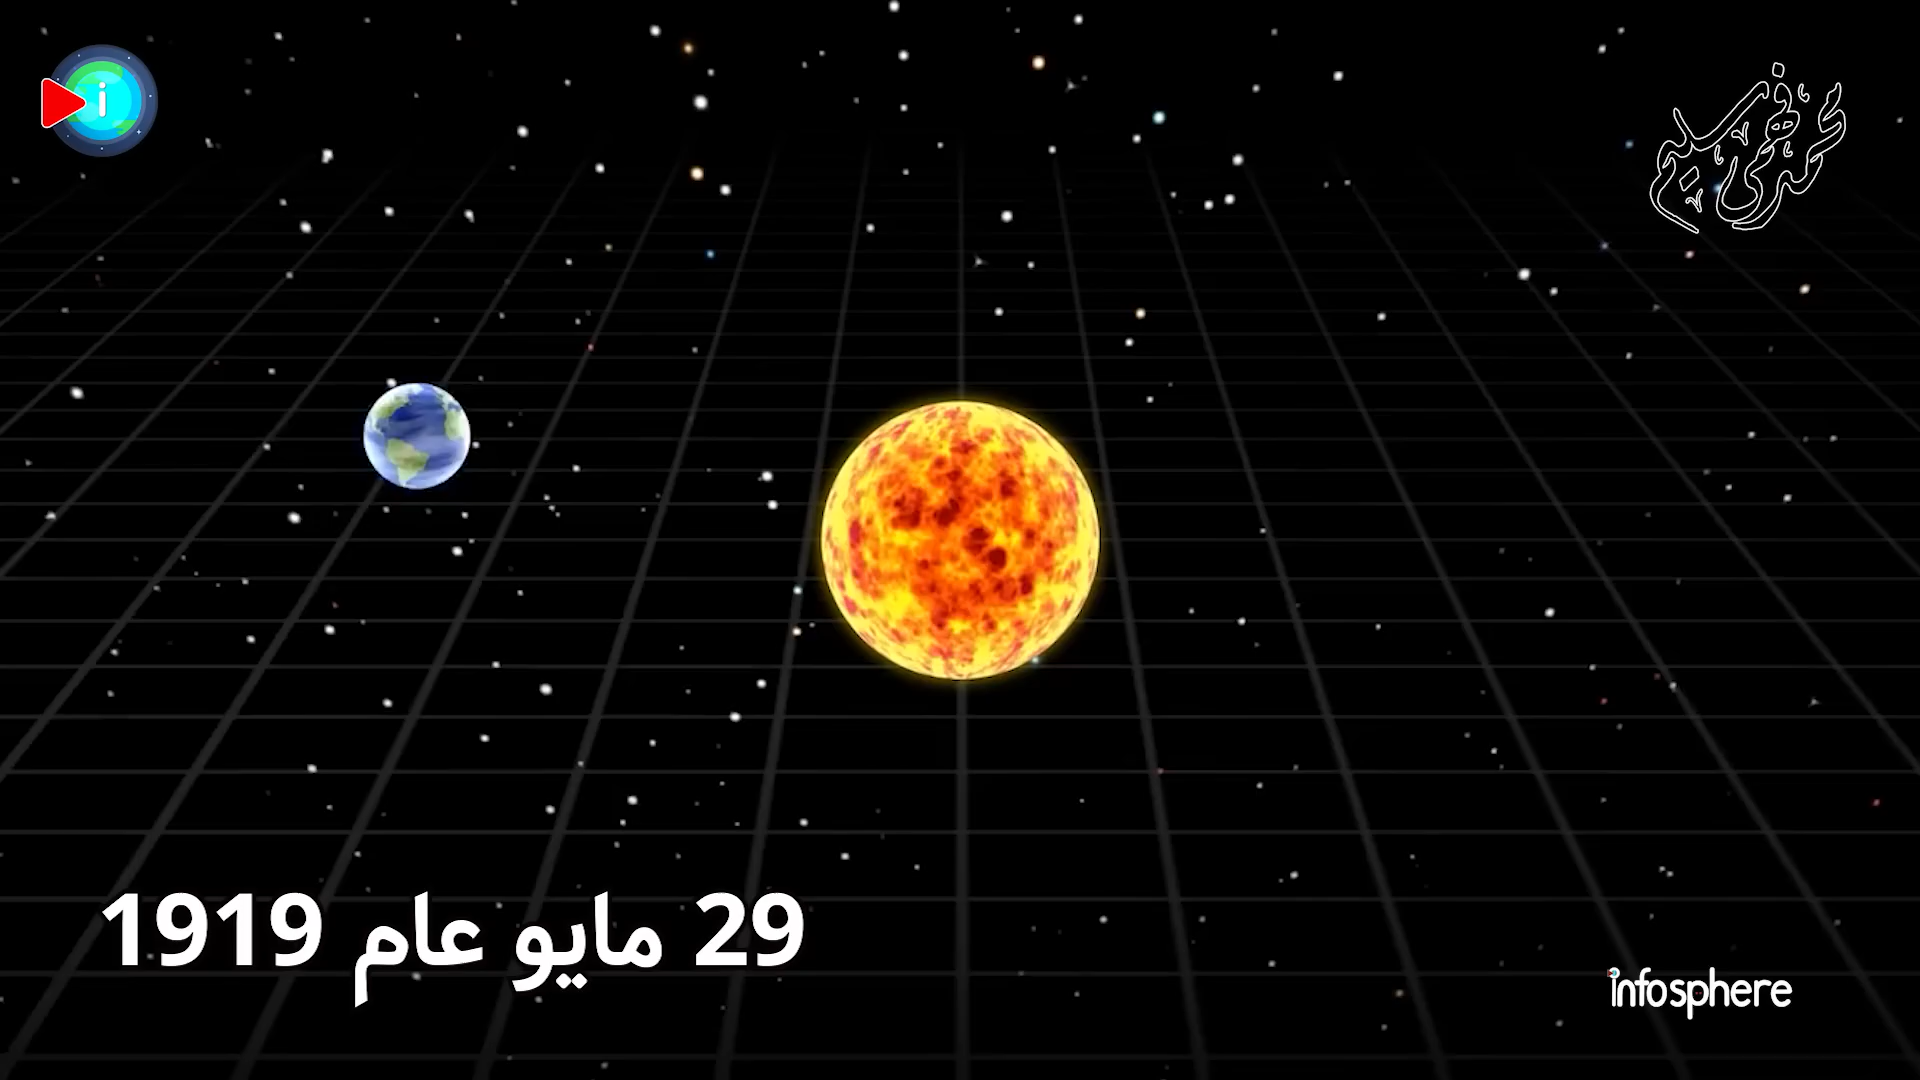 i
محمد فهمي سليم
29 مايو عام 1919
infosphere